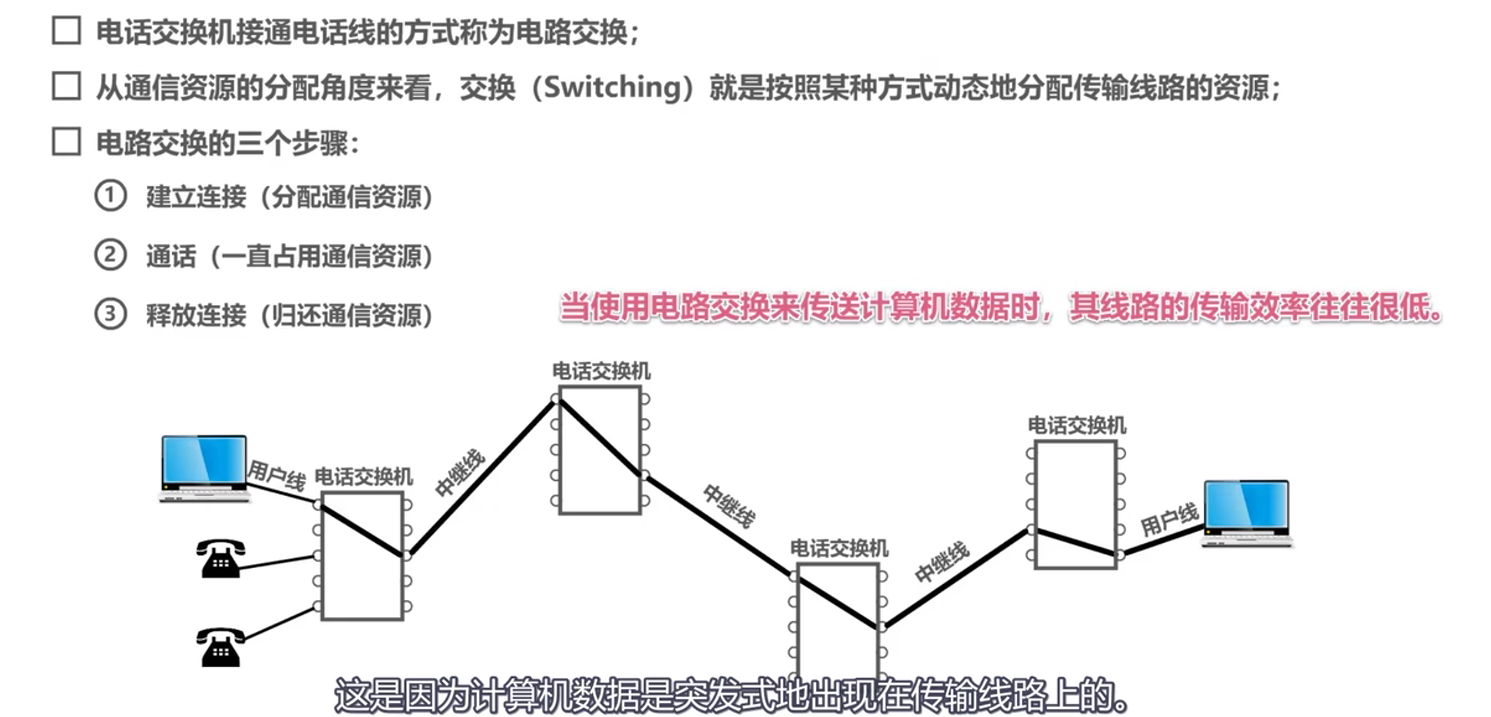 电话交换机接通电话线的方式称为电路交换；
从通信资源的分配角度来看，交换（Switching）就是按照某种方式动态地分配传输线路的资源；
电路交换的三个步骤：
① 建立连接（分配通信资源）
② 通话（一直占用通信资源）
③ 释放连接（归还通信资源）
当使用电路交换来传送计算机数据时，其线路的传输效率往往很低。
电话交换机
电话交换机
用户线
电话交换机
中继线
中继线
用户线
电话交换机
中继线
这是因为计算机数据是突发式地出现在传输线路上的。